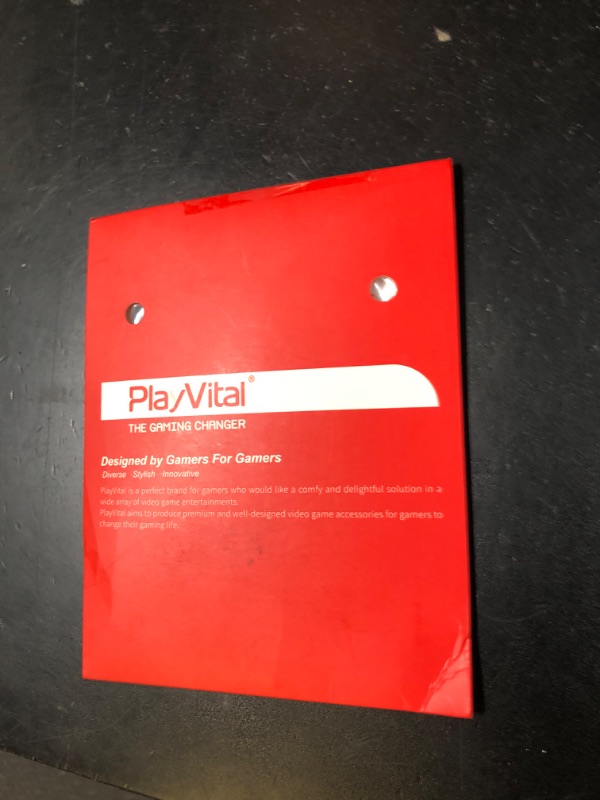 PlayVital®
THE GAMING CHANGER
Designed by Gamers For Gamers
·Diverse ·Stylish ·Innovative
PlayVital is a perfect brand for gamers who would like a comfy and delightful solution in a
wide array of video game entertainments.
PlayVital aims to produce premium and well-designed video game accessories for gamers to
change their gaming life.